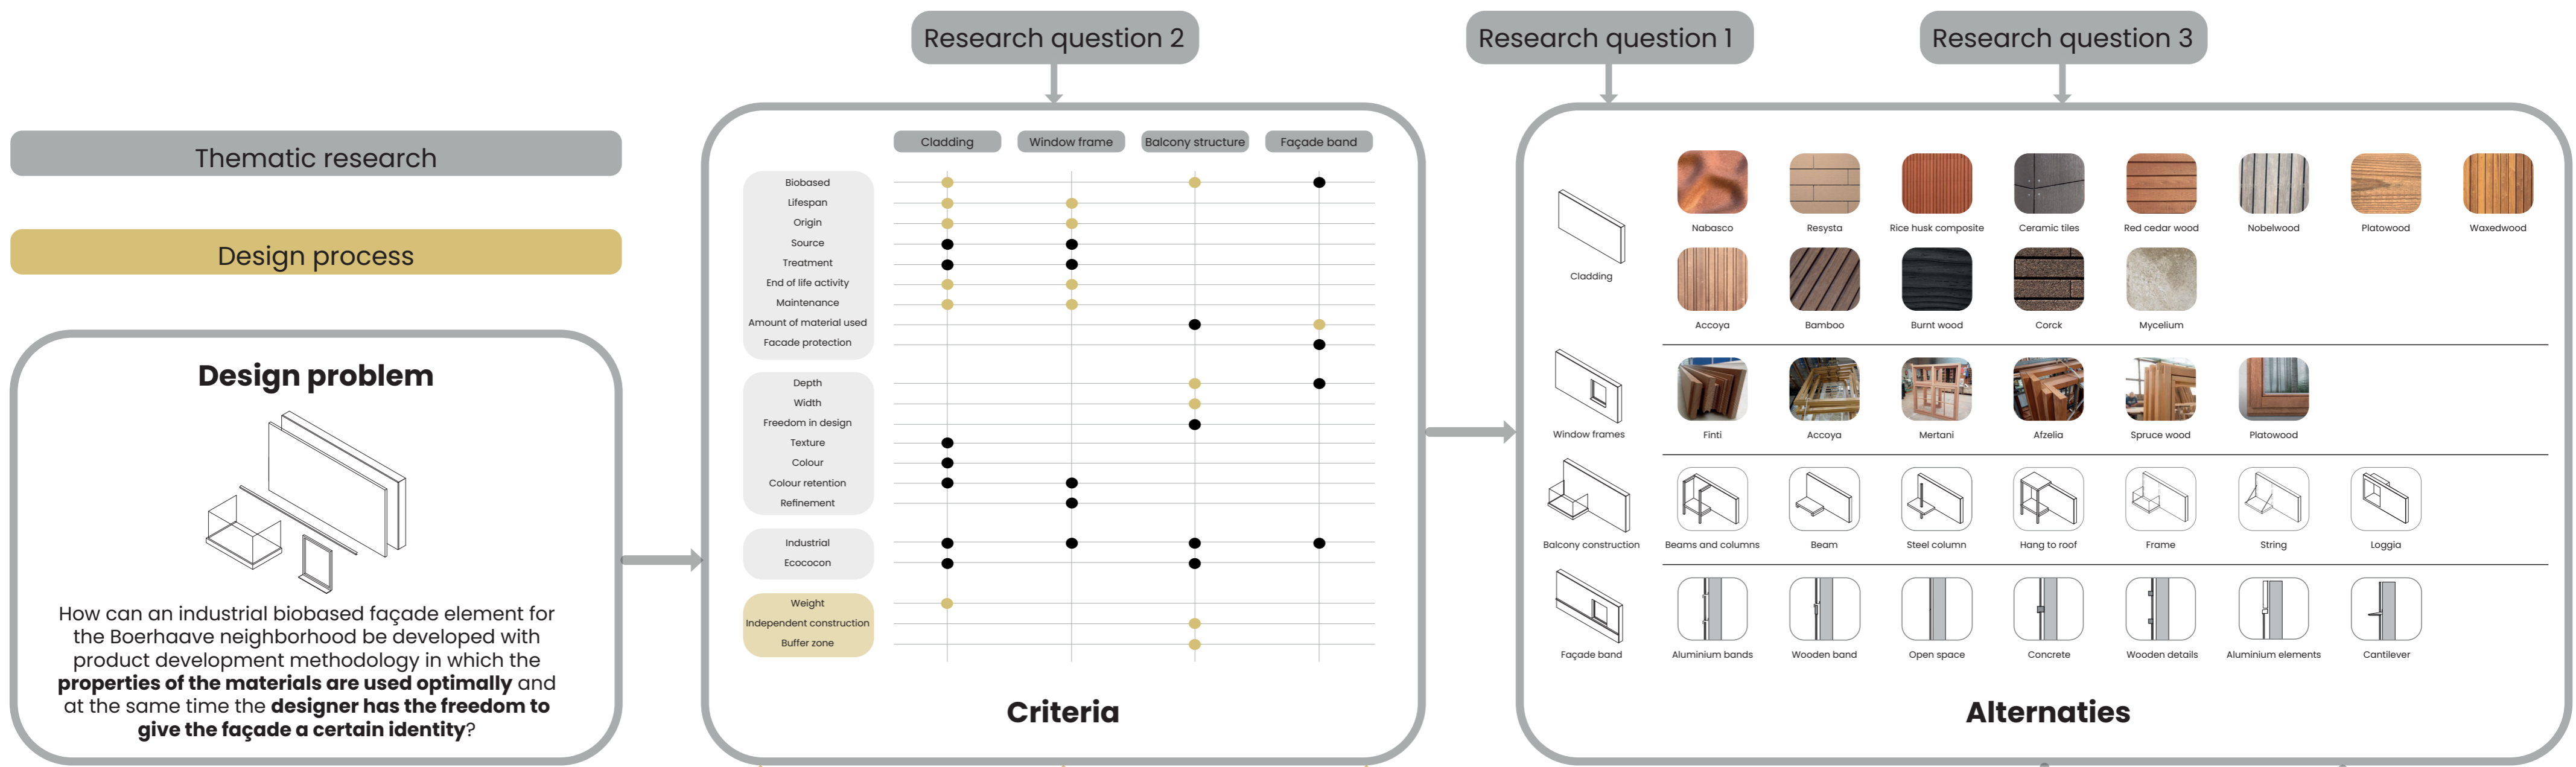 Research question 2
Research question 1
Research question 3
Thematic research
Design process
Design problem
How can an industrial biobased façade element for
the Boerhaave neighborhood be developed with
product development methodology in which the
properties of the materials are used optimally and
at the same time the designer has the freedom to
give the façade a certain identity?
Cladding
Window frame
Balcony structure
Façade band
Biobased
Lifespan
Origin
Source
Treatment
End of life activity
Maintenance
Amount of material used
Facade protection
Depth
Width
Freedom in design
Texture
Colour
Colour retention
Refinement
Industrial
Ecococon
Weight
Independent construction
Buffer zone
Criteria
Cladding
Nabasco
Resysta
Rice husk composite
Ceramic tiles
Red cedar wood
Nobelwood
Platowood
Waxedwood
Accoya
Bamboo
Burnt wood
Corck
Mycelium
Window frames
Finti
Accoya
Mertani
Afzelia
Spruce wood
Platowood
Balcony construction
Beams and columns
Beam
Steel column
Hang to roof
Frame
String
Loggia
Façade band
Aluminium bands
Wooden band
Open space
Concrete
Wooden details
Aluminium elements
Cantilever
Alternaties